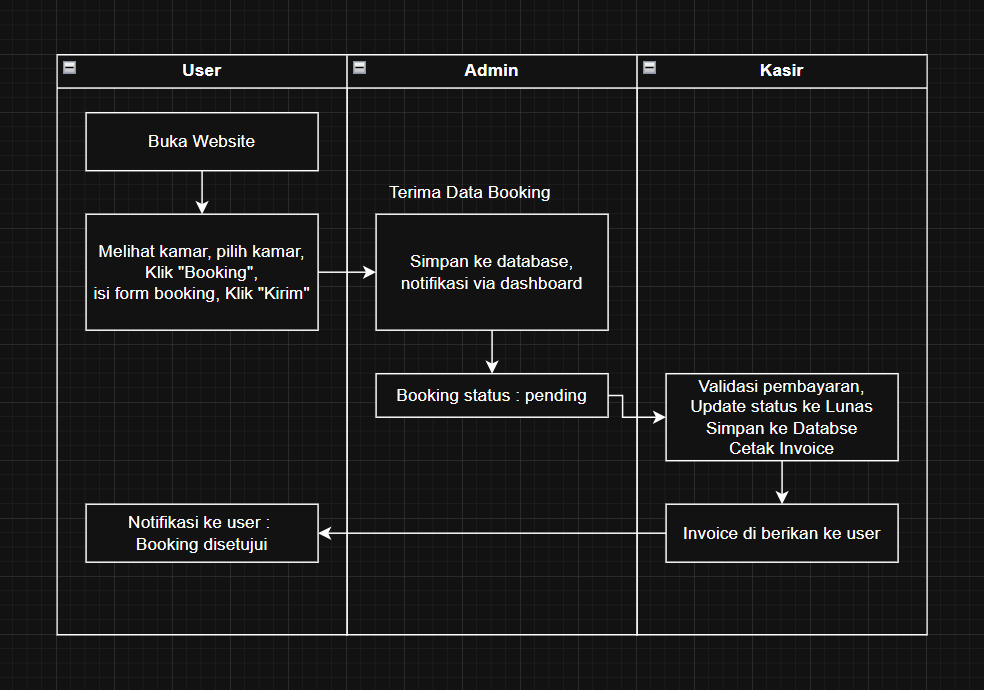 User
Admin
Kasir
Buka Website
Terima Data Booking
Melihat kamar, pilih kamar,
Klik "Booking",
isi form booking, Klik "Kirim"
Simpan ke database,
notifikasi via dashboard
Booking status : pending
Validasi pembayaran,
Update status ke Lunas
Simpan ke Databse
Cetak Invoice
Notifikasi ke user :
Booking disetujui
Invoice di berikan ke user